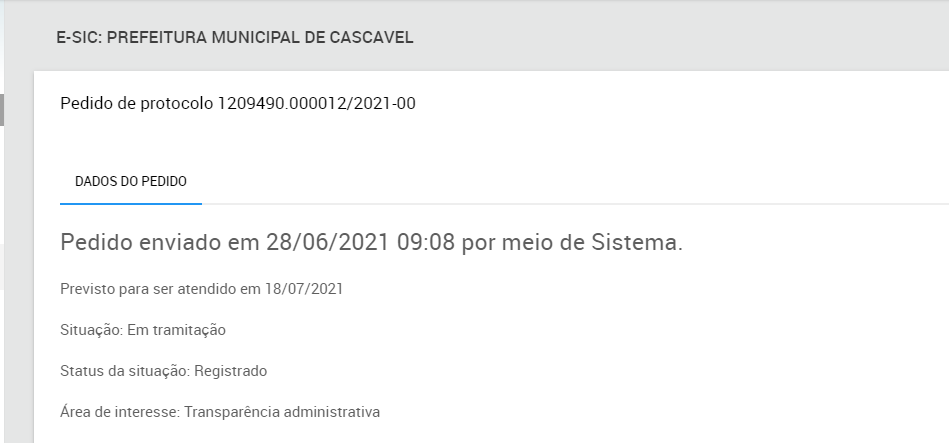 E-SIC: PREFEITURA MUNICIPAL DE CASCAVEL
Pedido de protocolo 1209490.000012/2021-00
DADOS DO PEDIDO
Pedido enviado em 28/06/2021 09:08 por meio de Sistema.
Previsto para ser atendido em 18/07/2021
Situação: Em tramitação
Status da situação: Registrado
Área de interesse: Transparência administrativa